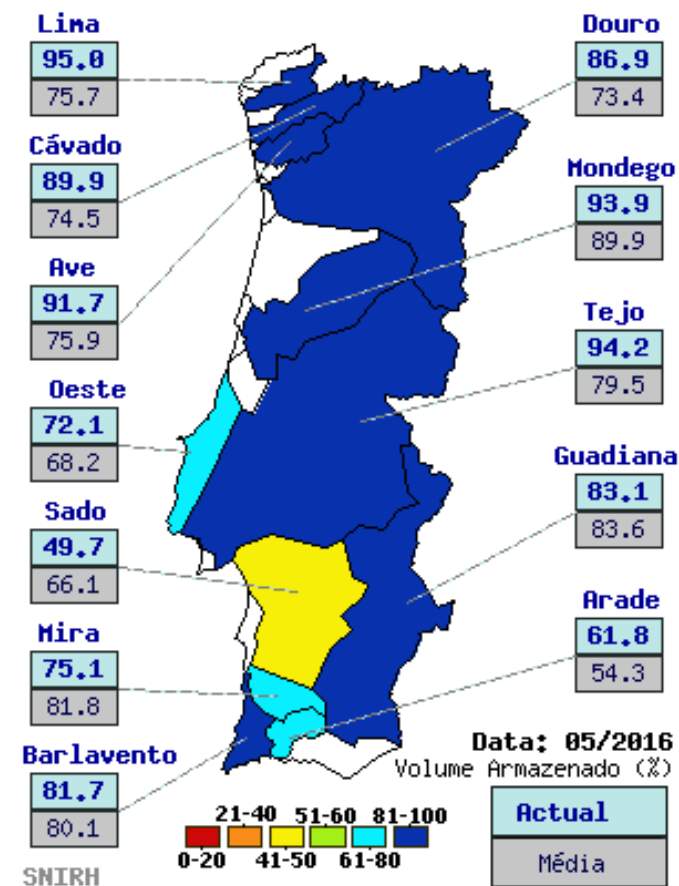 Lima
95.0
75.7
Douro
86.9
73.4
Cávado
89.9
74.5
Mondego
93.9
89.9
Ave
91.7
75.9
Tejo
94.2
79.5
Oeste
72.1
68.2
Guadiana
83.1
83.6
Sado
49.7
66.1
Arade
61.8
54.3
Mira
75.1
81.8
Barlavento
81.7
80.1
Data: 05/2016
Volume Armazenado (%)
21-40 51-60 81-100
0-20 41-50 61-80
Actual
Média
SNIRH